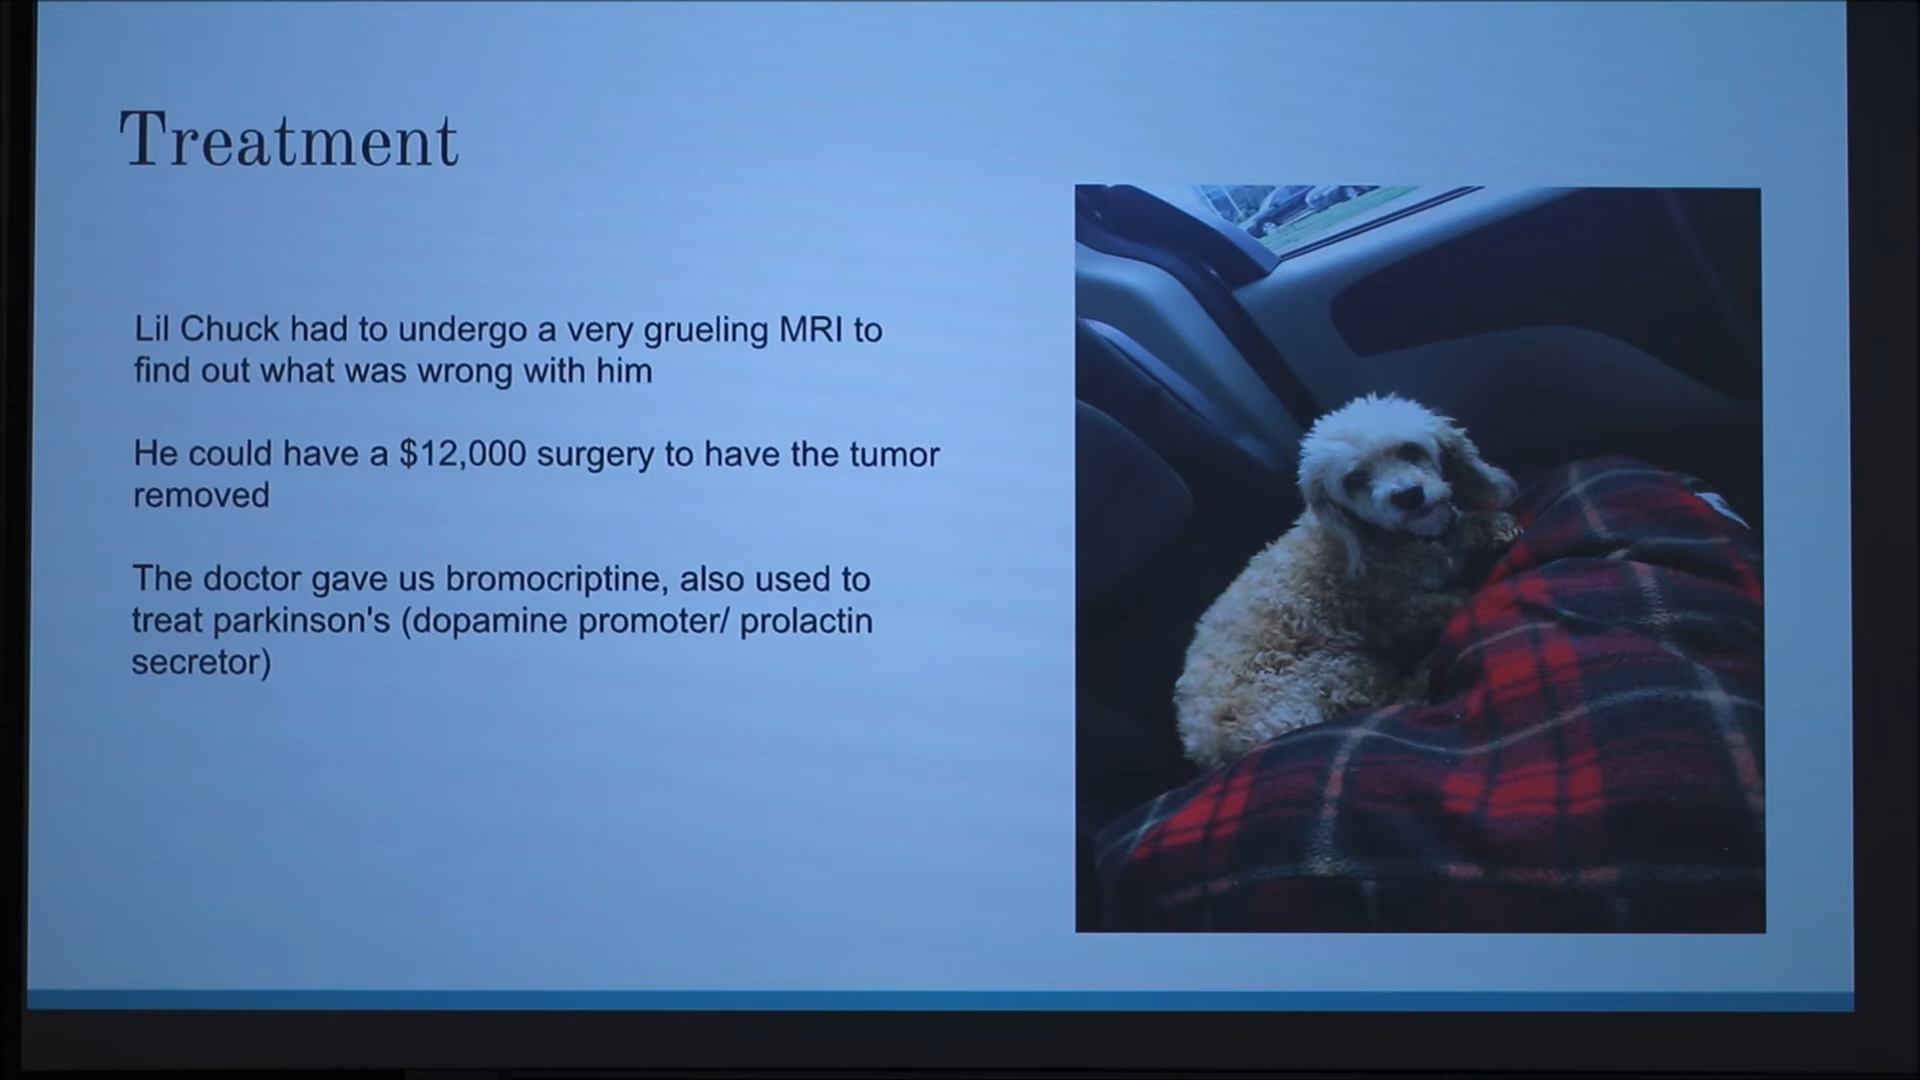 Treatment
Lil Chuck had to undergo a very grueling MRI to
find out what was wrong with him
He could have a $12,000 surgery to have the tumor
removed
The doctor gave us bromocriptine, also used to
treat parkinson's (dopamine promoter/ prolactin
secretor)